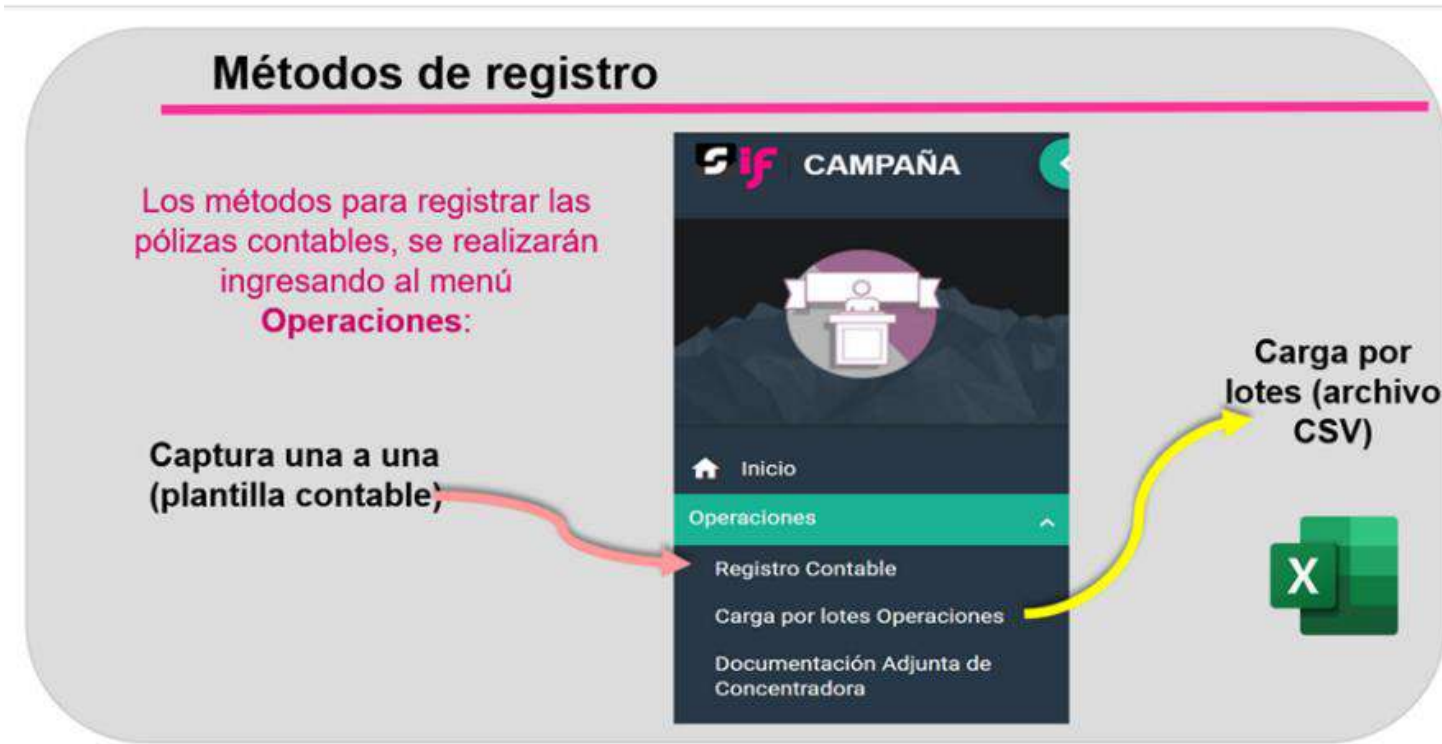 Métodos de registro
Los métodos para registrar las
pólizas contables, se realizarán
ingresando al menú
Operaciones:
Captura una a una
(plantilla contable)
Sif CAMPAÑA
Inicio
Operaciones
Registro Contable
Carga por lotes Operaciones
Documentación Adjunta de
Concentradora
Carga por
lotes (archivo
CSV)
X